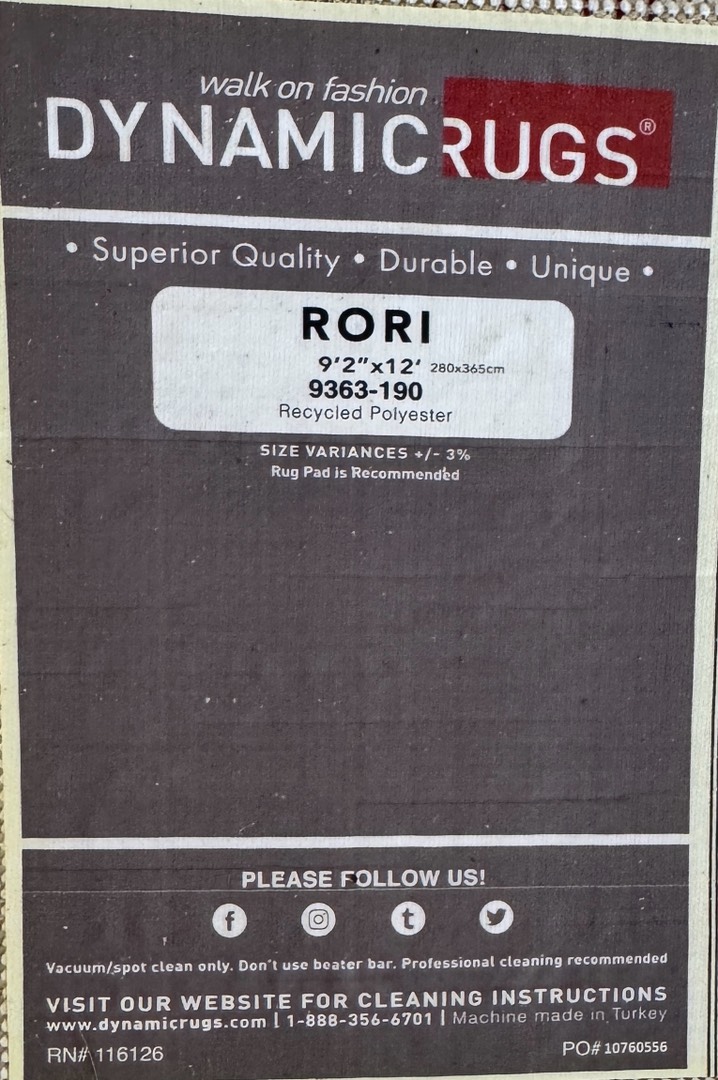 walk on fashion
DYNAMIC RUGS®
• Superior Quality • Durable • Unique •
RORI
9'2"x12' 280x365cm
9363-190
Recycled Polyester
SIZE VARIANCES +/- 3%
Rug Pad is Recommended
PLEASE FOLLOW US!
Vacuum/spot clean only. Don't use beater bar. Professional cleaning recommended
VISIT OUR WEBSITE FOR CLEANING INSTRUCTIONS
www.dynamicrugs.com | 1-888-356-6701 | Machine made in Turkey
RN# 116126 PO# 10760556